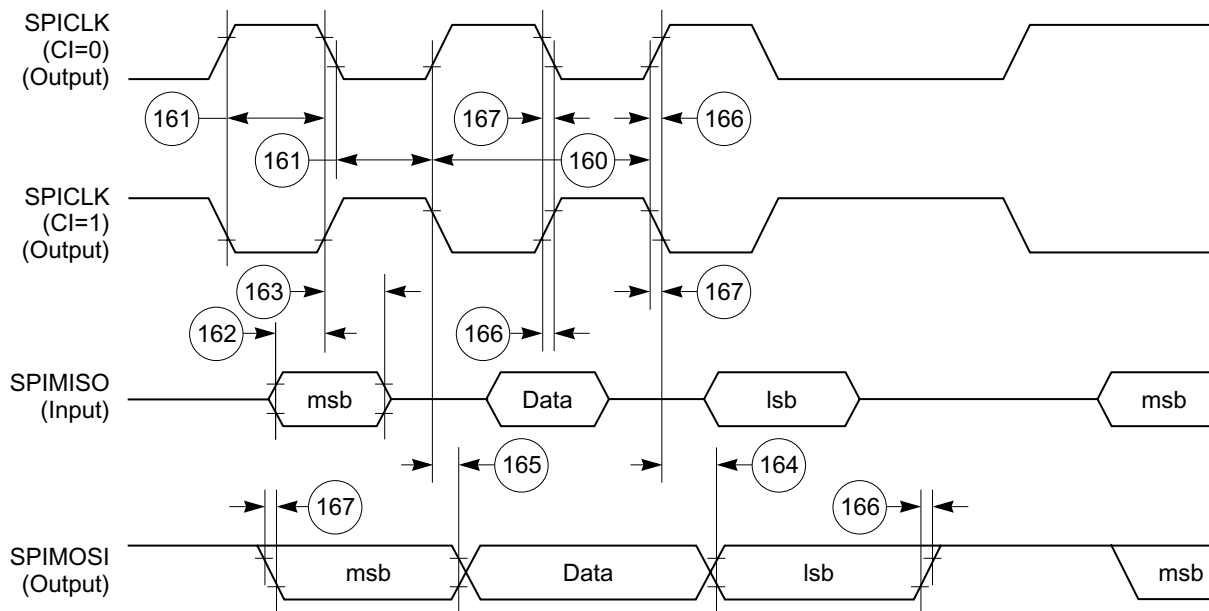 SPICLK
(CI=0)
(Output)
161
167
166
161
160
SPICLK
(CI=1)
(Output)
163
167
162
166
SPIMISO
(Input)
msb
Data
lsb
msb
165
164
167
166
SPIMOSI
(Output)
msb
Data
lsb
msb